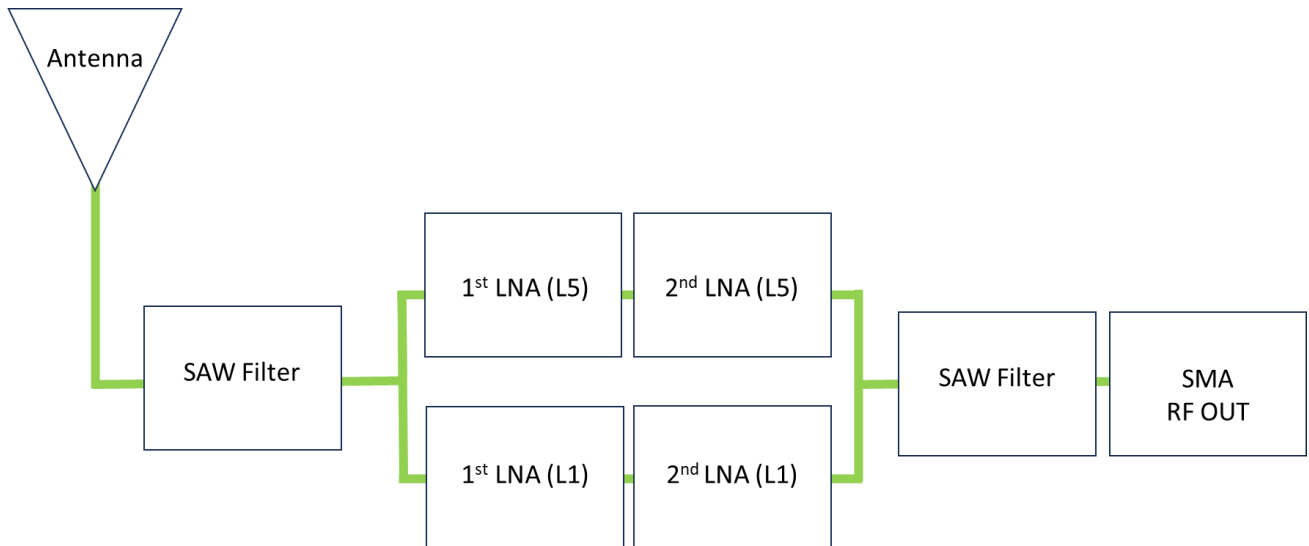 Antenna
1st LNA (L5)
2nd LNA (L5)
SAW Filter
SAW Filter
SMA
RF OUT
1st LNA (L1)
2nd LNA (L1)